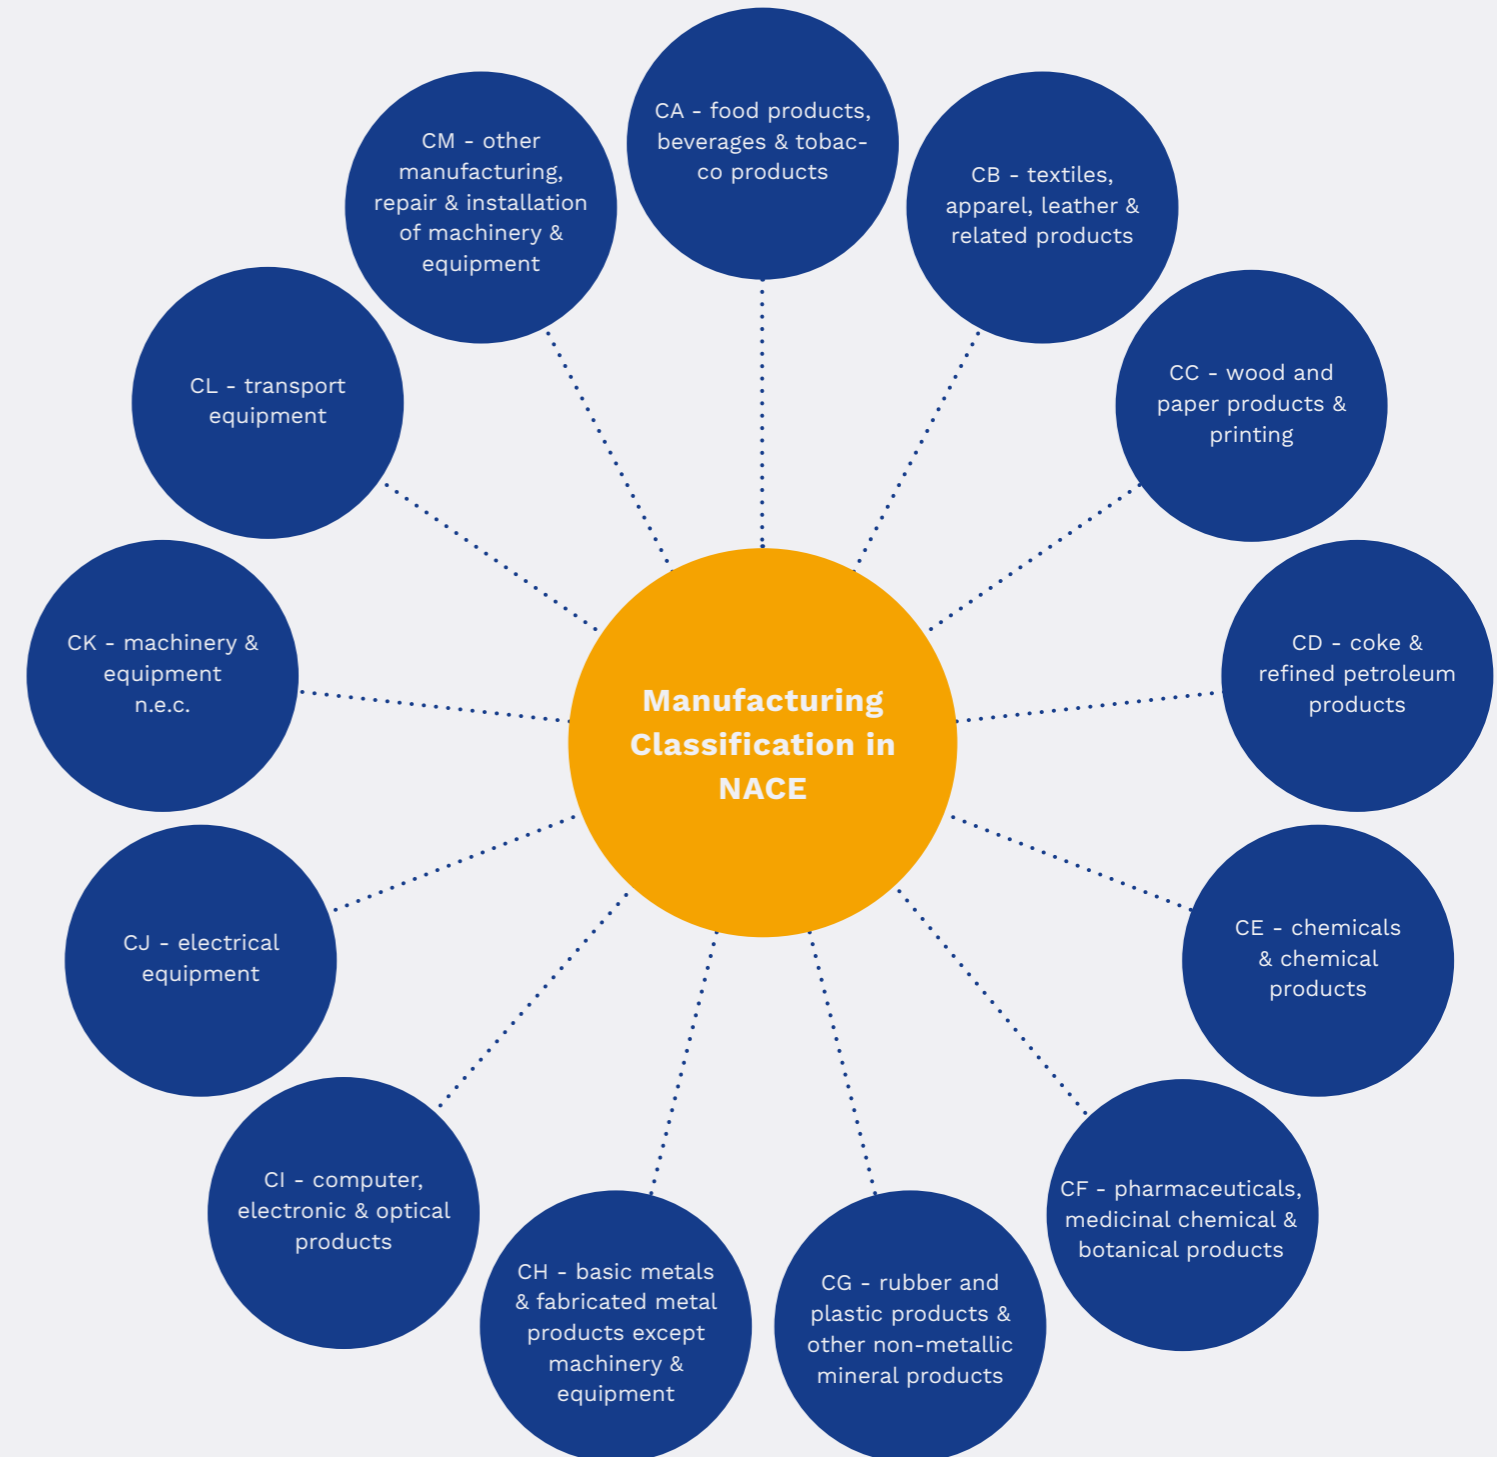 CA - food products,
beverages & tobac-
co products
CB - textiles,
apparel, leather &
related products
CC - wood and
paper products &
printing
CD - coke &
refined petroleum
products
CE - chemicals
& chemical
products
CF - pharmaceuticals,
medicinal chemical &
botanical products
CG - rubber and
plastic products &
other non-metallic
mineral products
CH - basic metals
& fabricated metal
products except
machinery &
equipment
CI - computer,
electronic & optical
products
CJ - electrical
equipment
CK - machinery &
equipment
n.e.c.
CL - transport
equipment
CM - other
manufacturing,
repair & installation
of machinery &
equipment
Manufacturing
Classification in
NACE